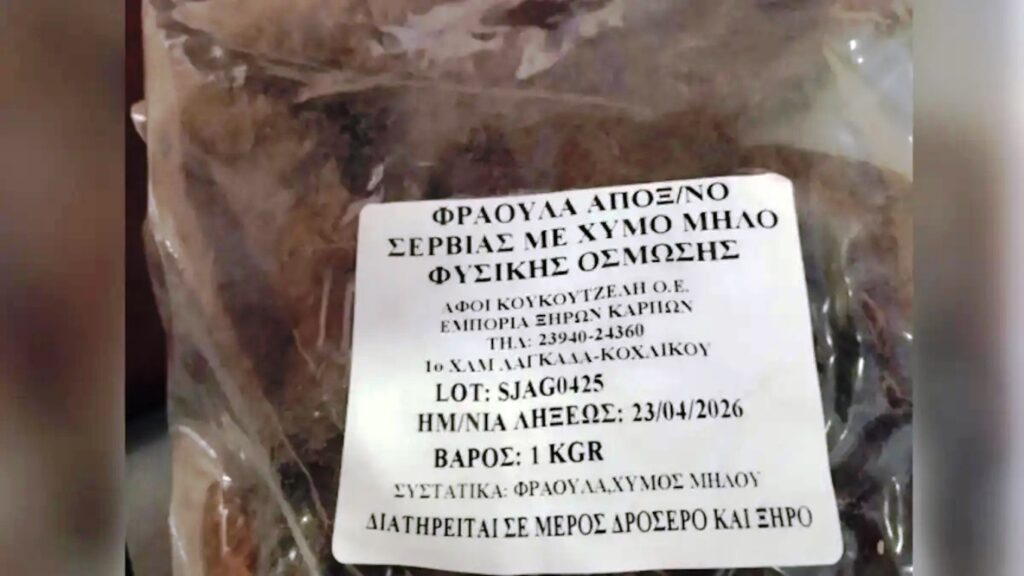 ΦΡΑΟΥΛΑ ΑΠΟΞ/ΝΟ
ΣΕΡΒΙΑΣ ΜΕ ΧΥΜΟ ΜΗΛΟ
ΦΥΣΙΚΗΣ ΟΣΜΩΣΗΣ
ΑΦΟΙ ΚΟΥΚΟΥΤΖΕΛΗ Ο.Ε.
ΕΜΠΟΡΙΑ ΞΗΡΩΝ ΚΑΡΠΩΝ
ΤΗΛ: 23940-24360
1ο ΧΛΜ ΛΑΓΚΑΔΑ-ΚΟΧΛΙΚΟΥ
LOT: SJAG0425
ΗΜ/ΝΙΑ ΛΗΞΕΩΣ: 23/04/2026
ΒΑΡΟΣ: 1 KGR
ΣΥΣΤΑΤΙΚΑ: ΦΡΑΟΥΛΑ,ΧΥΜΟΣ ΜΗΛΟΥ
ΔΙΑΤΗΡΕΙΤΑΙ ΣΕ ΜΕΡΟΣ ΔΡΟΣΕΡΟ ΚΑΙ ΞΗΡΟ